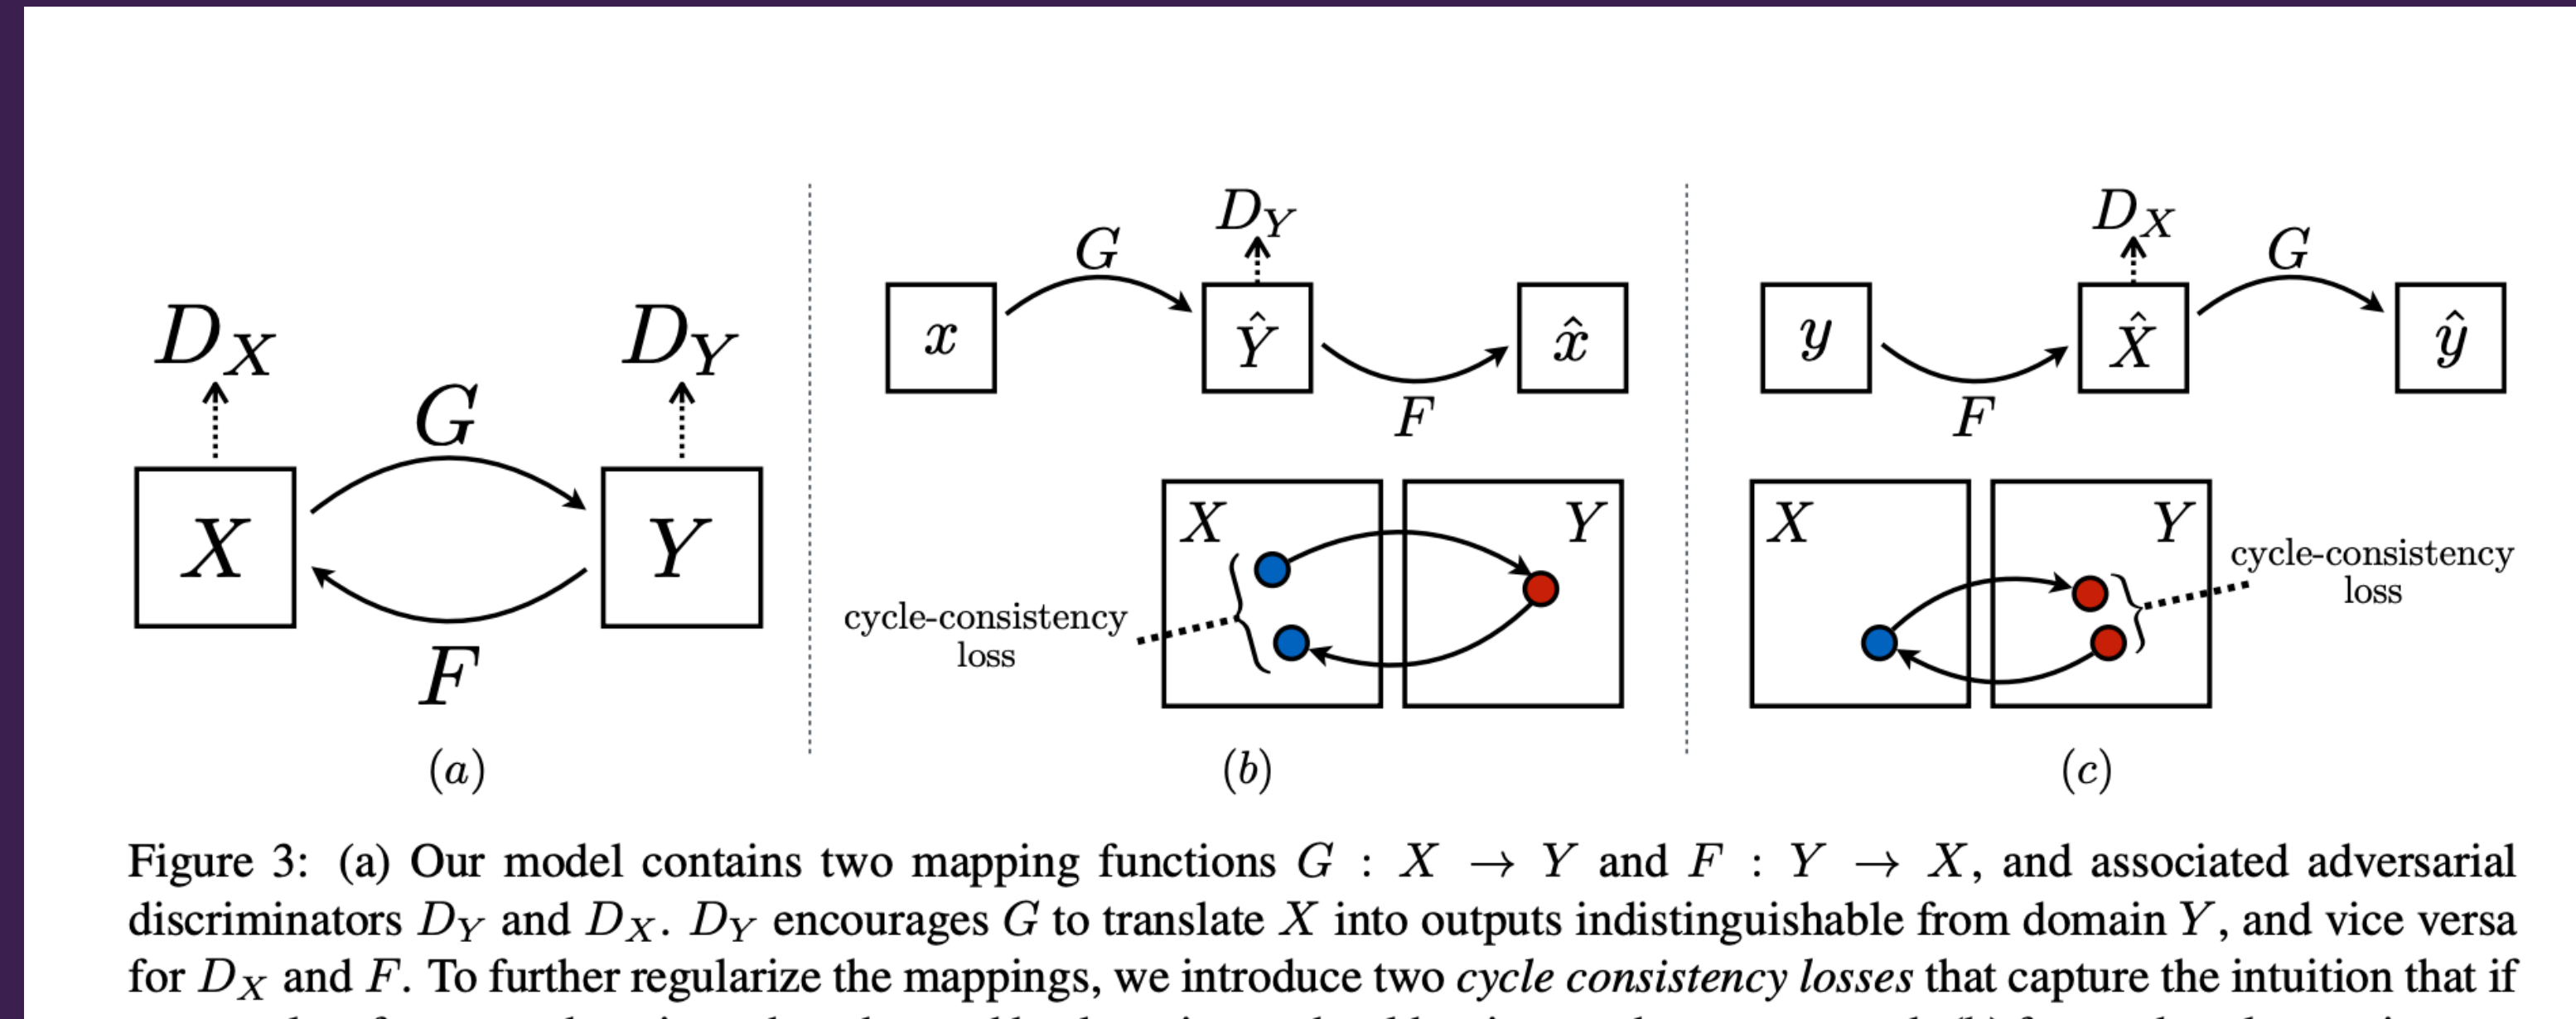 D_X
D_Y
G
X
Y
F
(a)
D_Y
G
x
Ŷ
x̂
F
X
Y
cycle-consistency
loss
(b)
D_X
G
y
X̂
ŷ
F
X
Y
cycle-consistency
loss
(c)
Figure 3: (a) Our model contains two mapping functions G : X → Y and F : Y → X, and associated adversarial
discriminators D_Y and D_X. D_Y encourages G to translate X into outputs indistinguishable from domain Y, and vice versa
for D_X and F. To further regularize the mappings, we introduce two cycle consistency losses that capture the intuition that if